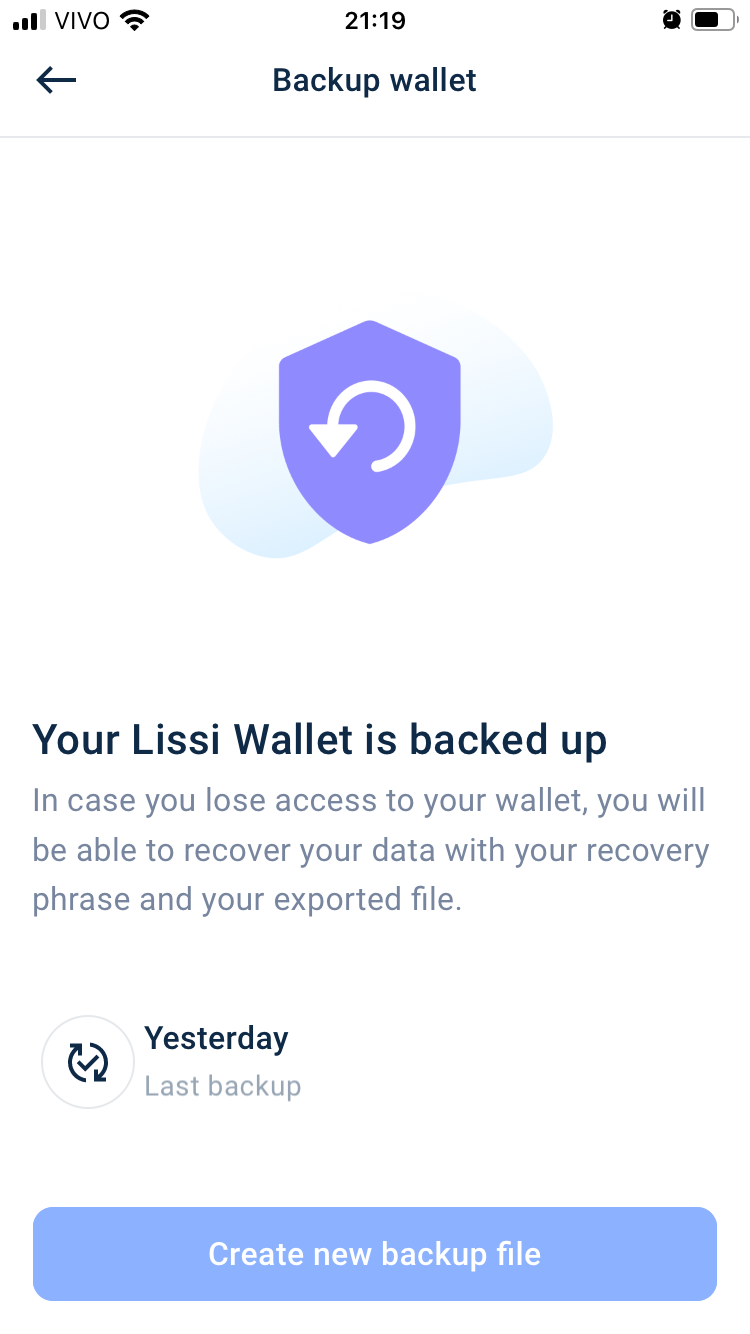 VIVO 21:19
Backup wallet
Your Lissi Wallet is backed up
In case you lose access to your wallet, you will
be able to recover your data with your recovery
phrase and your exported file.
Yesterday
Last backup
Create new backup file